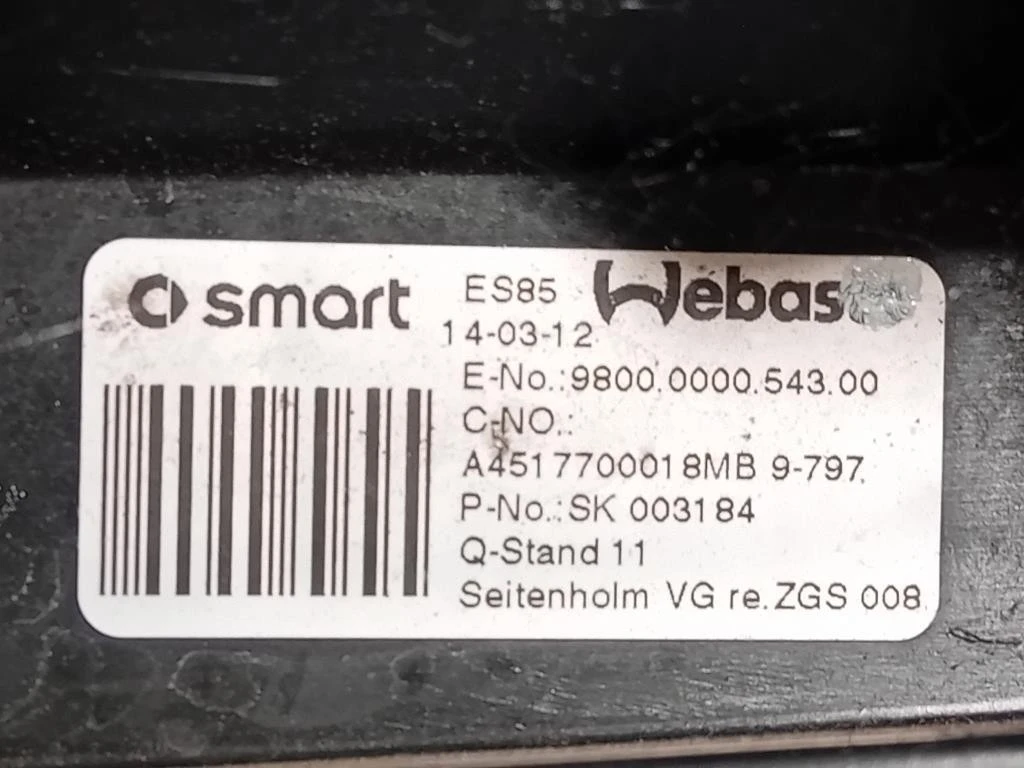 smart ES85 Webas
14-03-12
E-No.:9800.0000.543.00
C-NO.:
A4517700018MB 9-797
P-No.:SK 003184
Q-Stand 11
Seitenholm VG re.ZGS 008